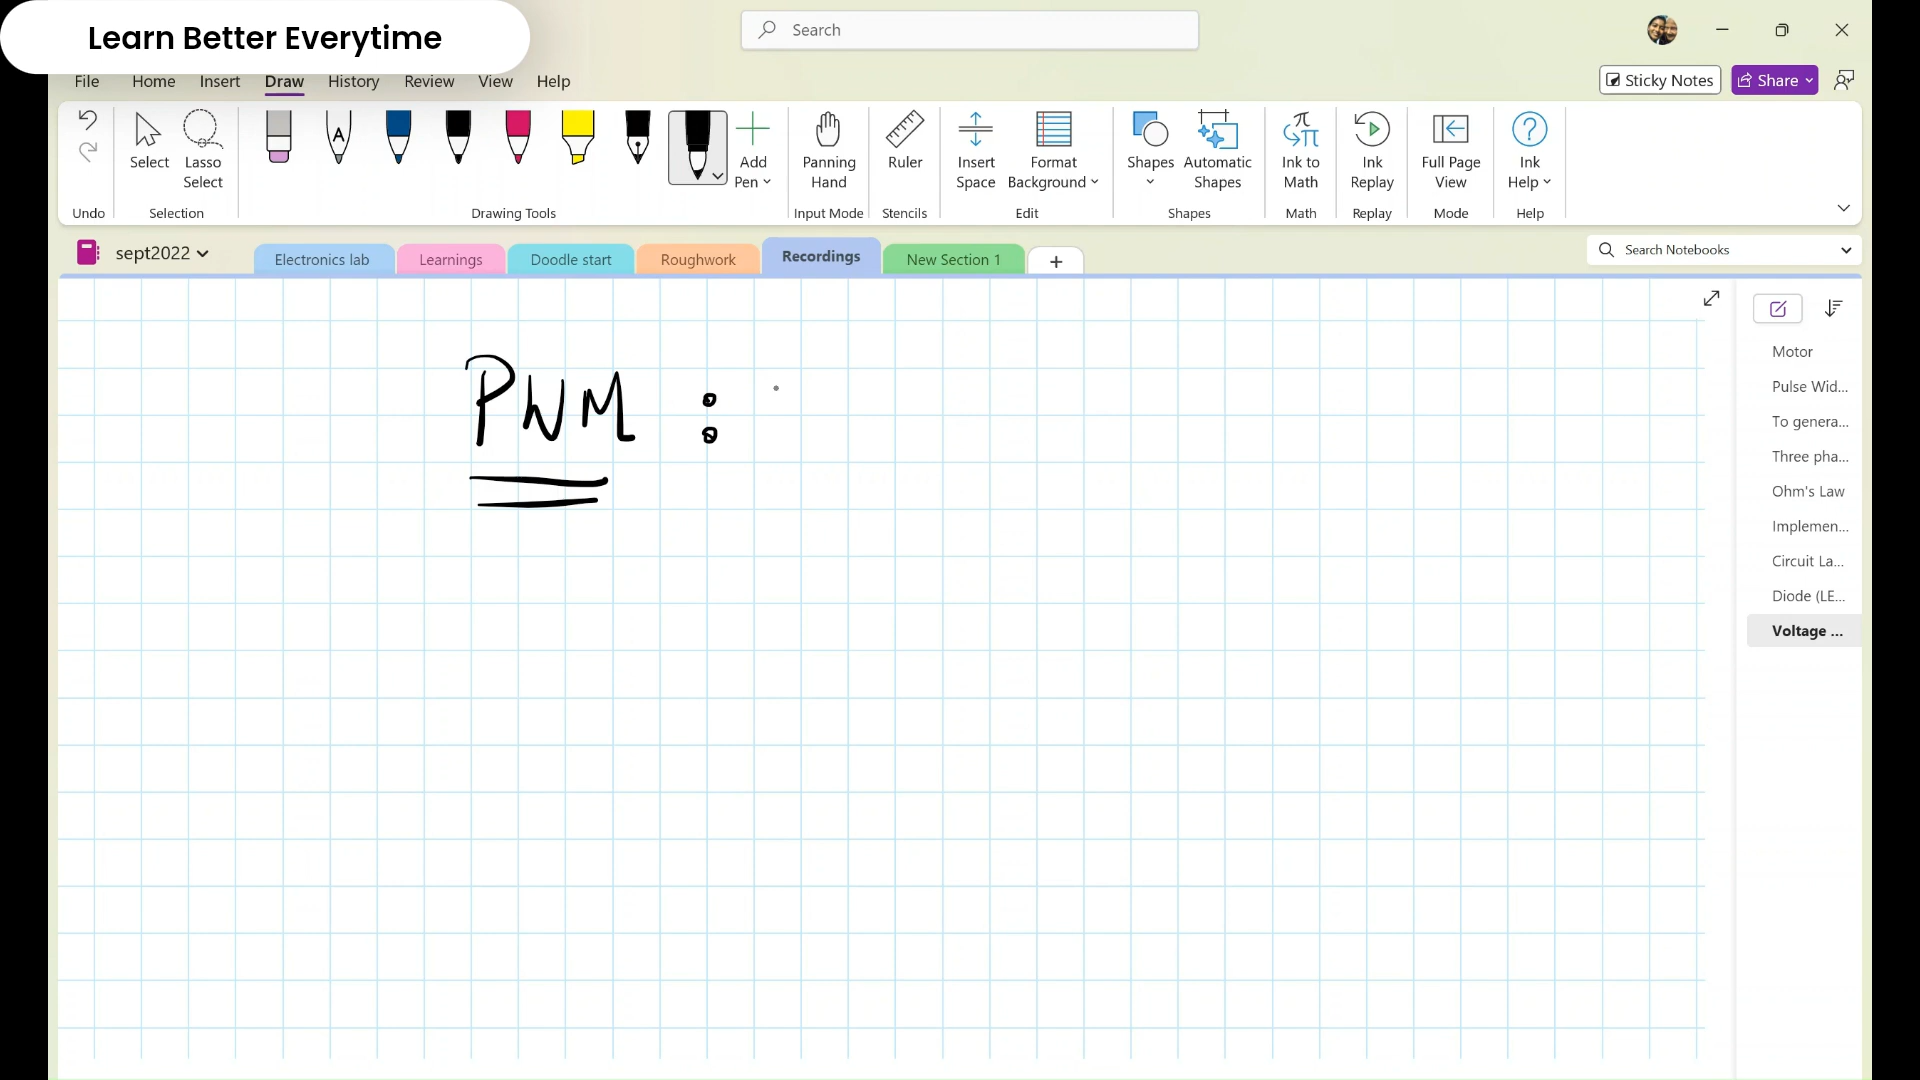 Learn Better Everytime
Search
File Home Insert Draw History Review View Help
Sticky Notes Share
Select
Lasso Select
A
Add Pen
Panning Hand
Ruler
Insert Space
Format Background
Shapes
Automatic Shapes
Ink to Math
Ink Replay
Full Page View
Ink Help
Undo Selection Drawing Tools Input Mode Stencils Edit Shapes Math Replay Mode Help
sept2022 Electronics lab Learnings Doodle start Roughwork Recordings New Section 1 + Search Notebooks
PWM :
Motor
Pulse Wid...
To genera...
Three pha...
Ohm's Law
Implemen...
Circuit La...
Diode (LE...
Voltage ...